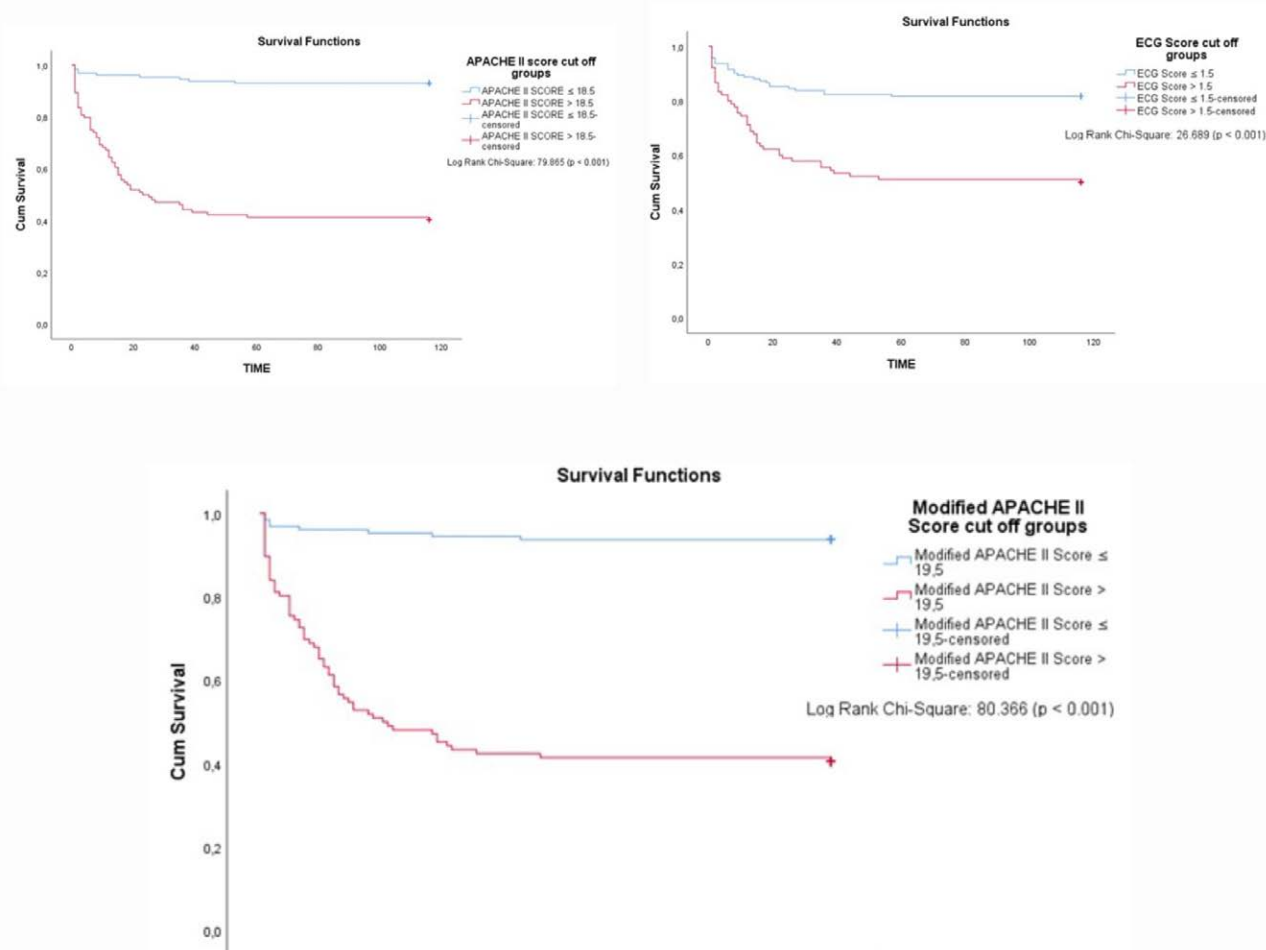 Survival Functions
APACHE II score cut off
groups
APACHE II SCORE ≤ 18.5
APACHE II SCORE > 18.5
APACHE II SCORE ≤ 18.5-
censored
APACHE II SCORE > 18.5-
censored
Log Rank Chi-Square: 79.865 (p < 0.001)
Cum Survival
1,0
0,8
0,6
0,4
0,2
0,0
0 20 40 60 80 100 120
TIME
Survival Functions
ECG Score cut off
groups
ECG Score ≤ 1.5
ECG Score > 1.5
ECG Score ≤ 1.5-censored
ECG Score > 1.5-censored
Log Rank Chi-Square: 26.689 (p < 0.001)
Cum Survival
1,0
0,8
0,6
0,4
0,2
0,0
0 20 40 60 80 100 120
TIME
Survival Functions
Modified APACHE II
Score cut off groups
Modified APACHE II Score ≤
19,5
Modified APACHE II Score >
19,5
Modified APACHE II Score ≤
19,5-censored
Modified APACHE II Score >
19,5-censored
Log Rank Chi-Square: 80.366 (p < 0.001)
Cum Survival
1,0
0,8
0,6
0,4
0,2
0,0